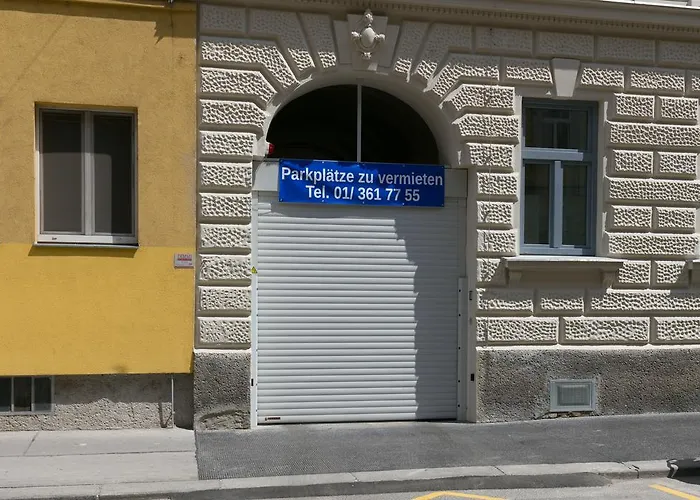 Parkplätze zu vermieten
Tel. 01/ 361 77 55